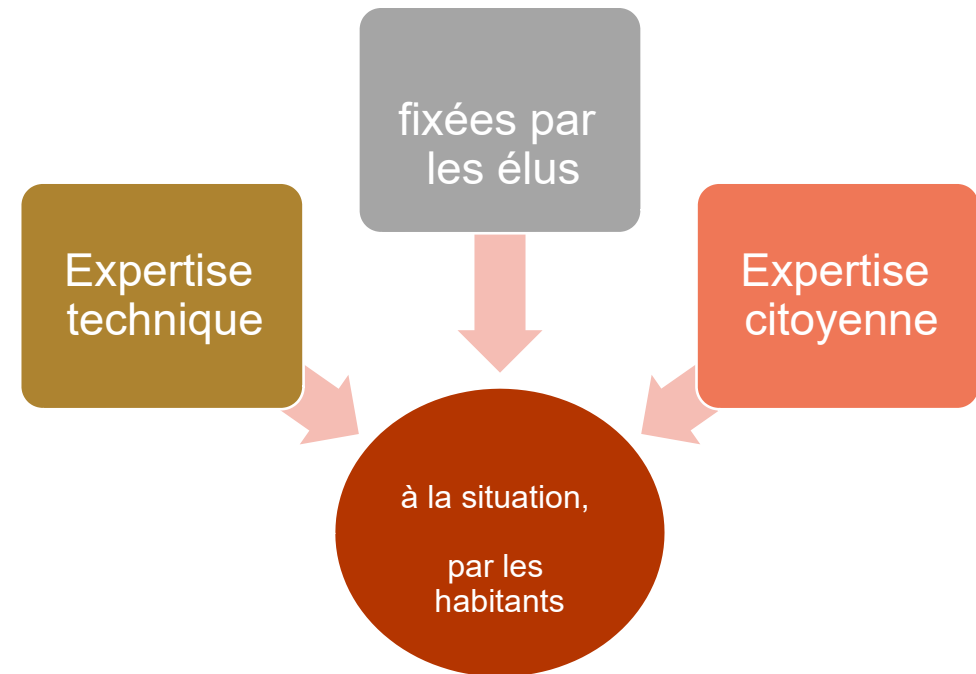 fixées par
les élus
Expertise
technique
Expertise
citoyenne
à la situation,
par les
habitants